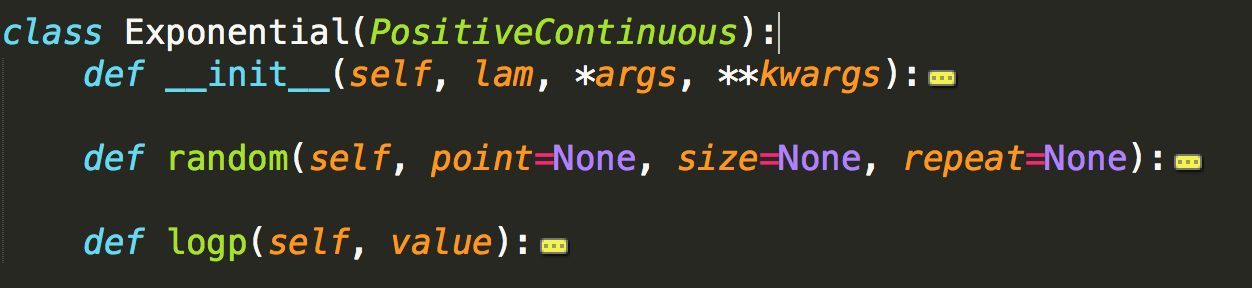 class Exponential(PositiveContinuous):
    def __init__(self, lam, *args, **kwargs):
    def random(self, point=None, size=None, repeat=None):
    def logp(self, value):